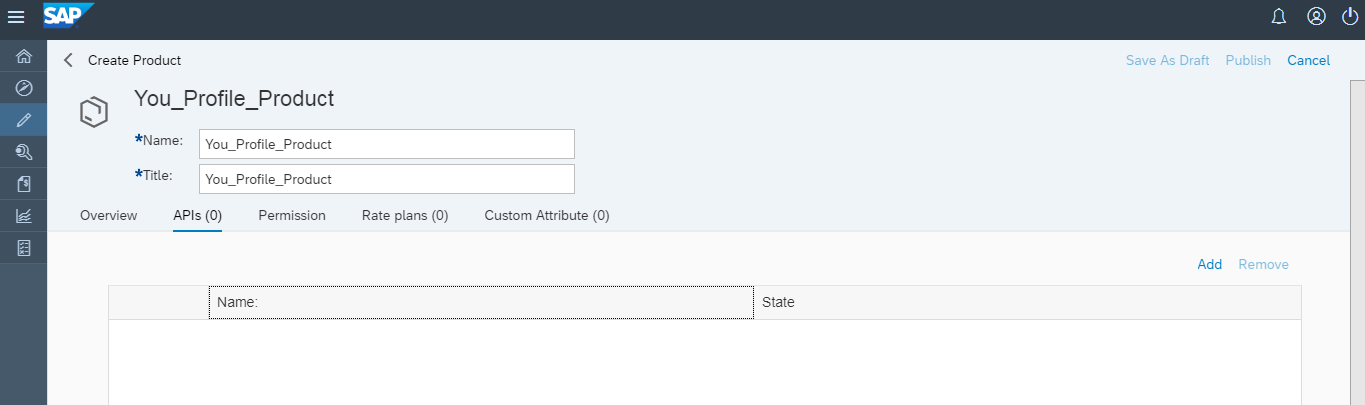 SAP
Create Product
Save As Draft Publish Cancel
You_Profile_Product
*Name: You_Profile_Product
*Title: You_Profile_Product
Overview APIs (0) Permission Rate plans (0) Custom Attribute (0)
Add Remove
Name: State